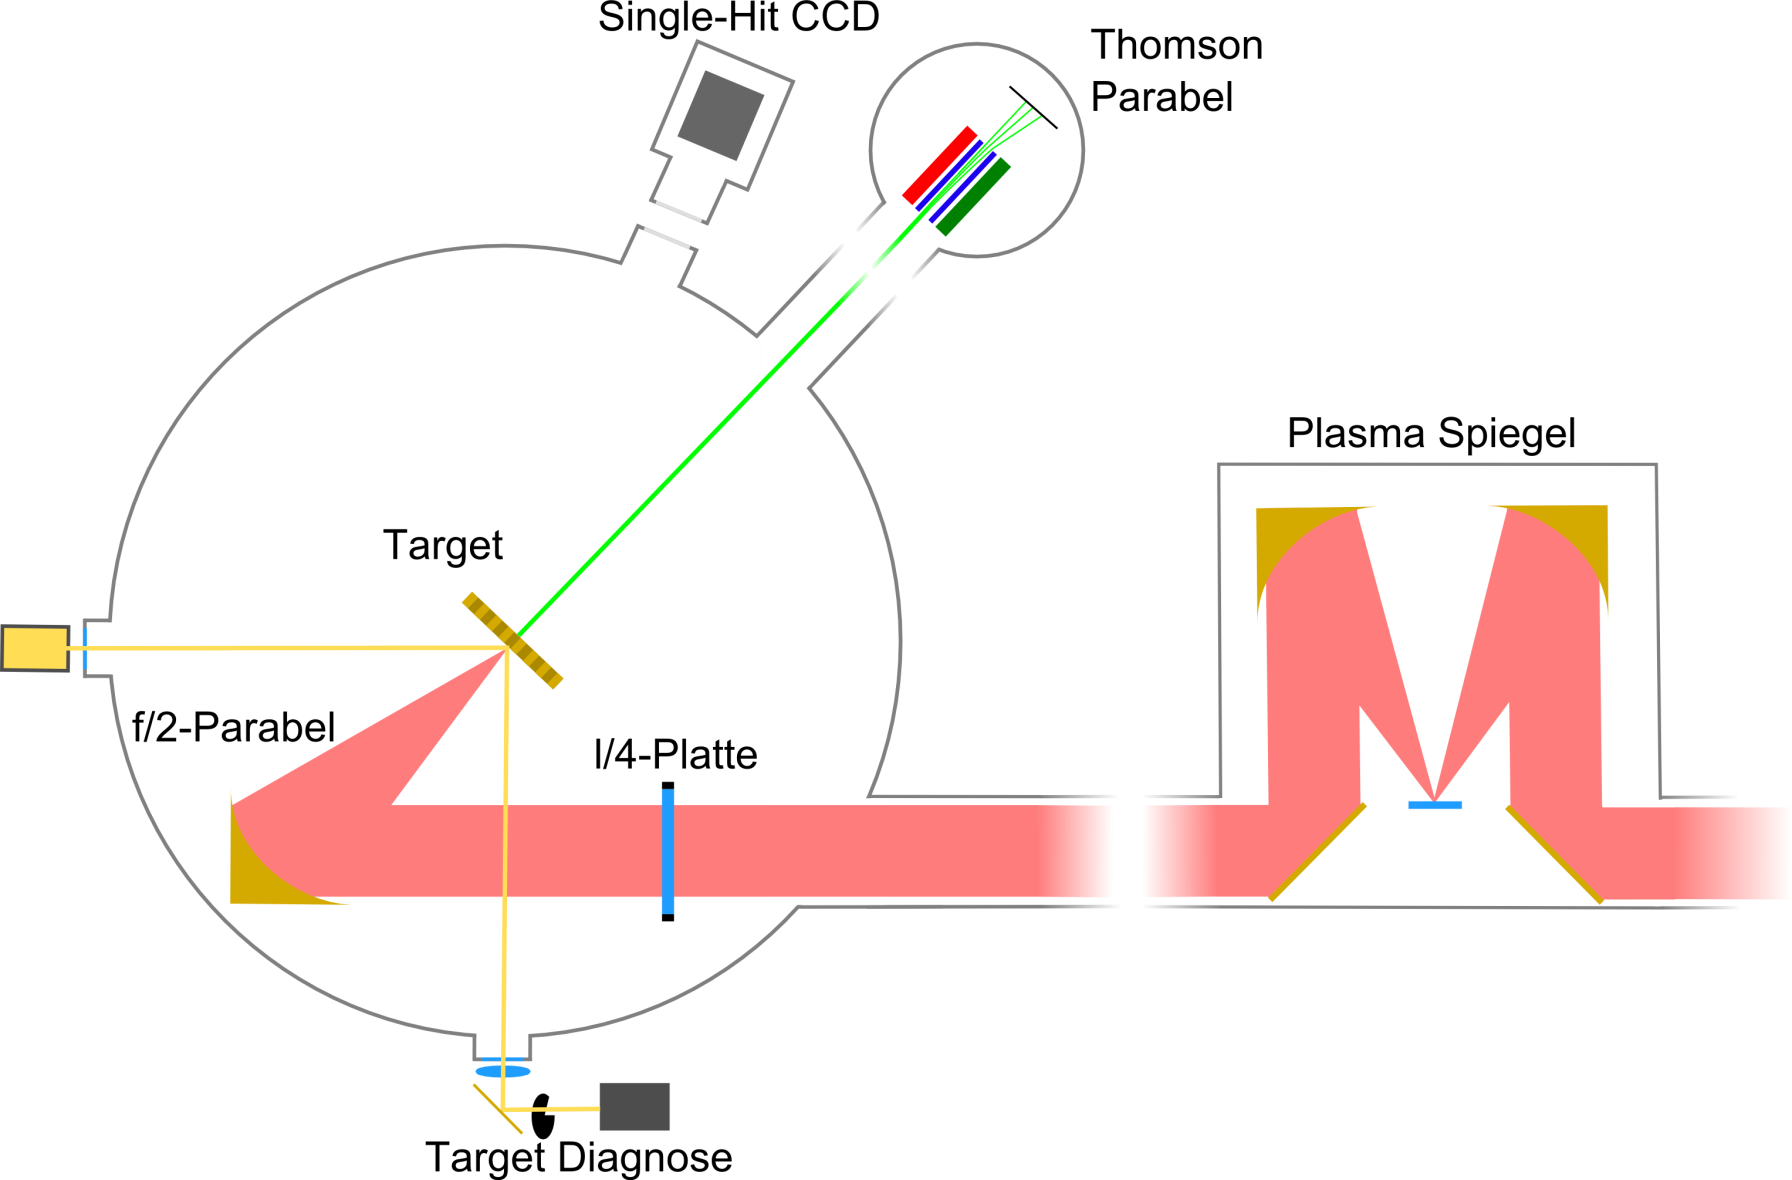 Single-Hit CCD
Thomson
Parabel
Plasma Spiegel
Target
f/2-Parabel
l/4-Platte
Target Diagnose